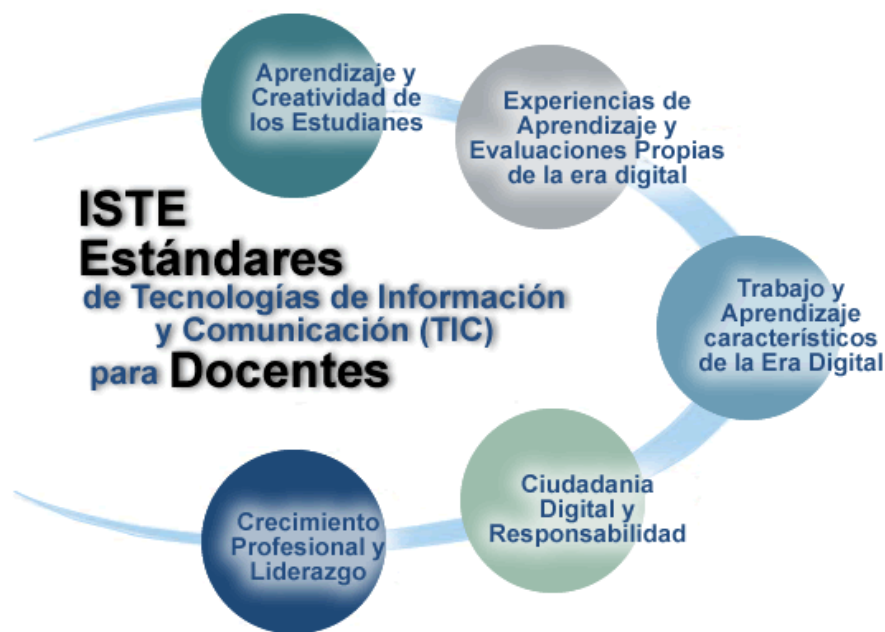 ISTE
Estándares
de Tecnologías de Información
y Comunicación (TIC)
para Docentes
Aprendizaje y
Creatividad de
los Estudianes
Experiencias de
Aprendizaje y
Evaluaciones Propias
de la era digital
Trabajo y
Aprendizaje
característicos
de la Era Digital
Ciudadania
Digital y
Responsabilidad
Crecimiento
Profesional y
Liderazgo